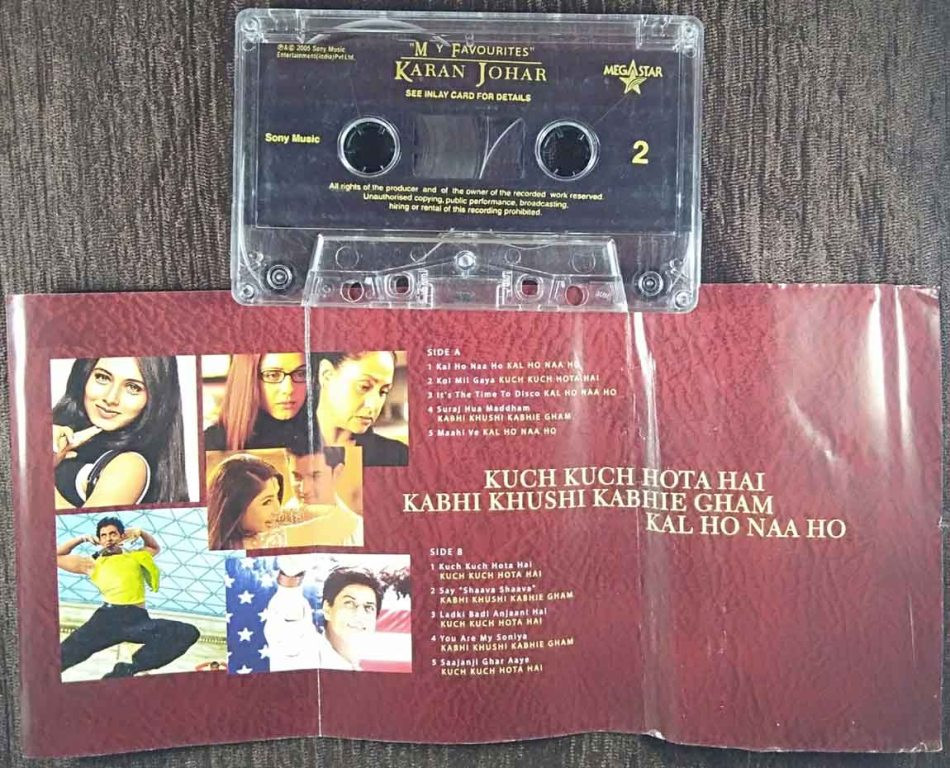 ℗&© 2005 Sony Music
Entertainment(India)Pvt.Ltd.
"MY FAVOURITES"
KARAN JOHAR
SEE INLAY CARD FOR DETAILS
MEGASTAR
Sony Music
2
All rights of the producer and of the owner of the recorded work reserved.
Unauthorised copying, public performance, broadcasting,
hiring or rental of this recording prohibited.
SIDE A
1 Kal Ho Naa Ho KAL HO NAA HO
2 Koi Mil Gaya KUCH KUCH HOTA HAI
3 It's The Time To Disco KAL HO NAA HO
4 Suraj Hua Maddham
KABHI KHUSHI KABHIE GHAM
5 Maahi Ve KAL HO NAA HO
KUCH KUCH HOTA HAI
KABHI KHUSHI KABHIE GHAM
KAL HO NAA HO
SIDE B
1 Kuch Kuch Hota Hai
KUCH KUCH HOTA HAI
2 Say "Shaava Shaava"
KABHI KHUSHI KABHIE GHAM
3 Ladki Badi Anjaani Hai
KUCH KUCH HOTA HAI
4 You Are My Soniya
KABHI KHUSHI KABHIE GHAM
5 Saajanji Ghar Aaye
KUCH KUCH HOTA HAI